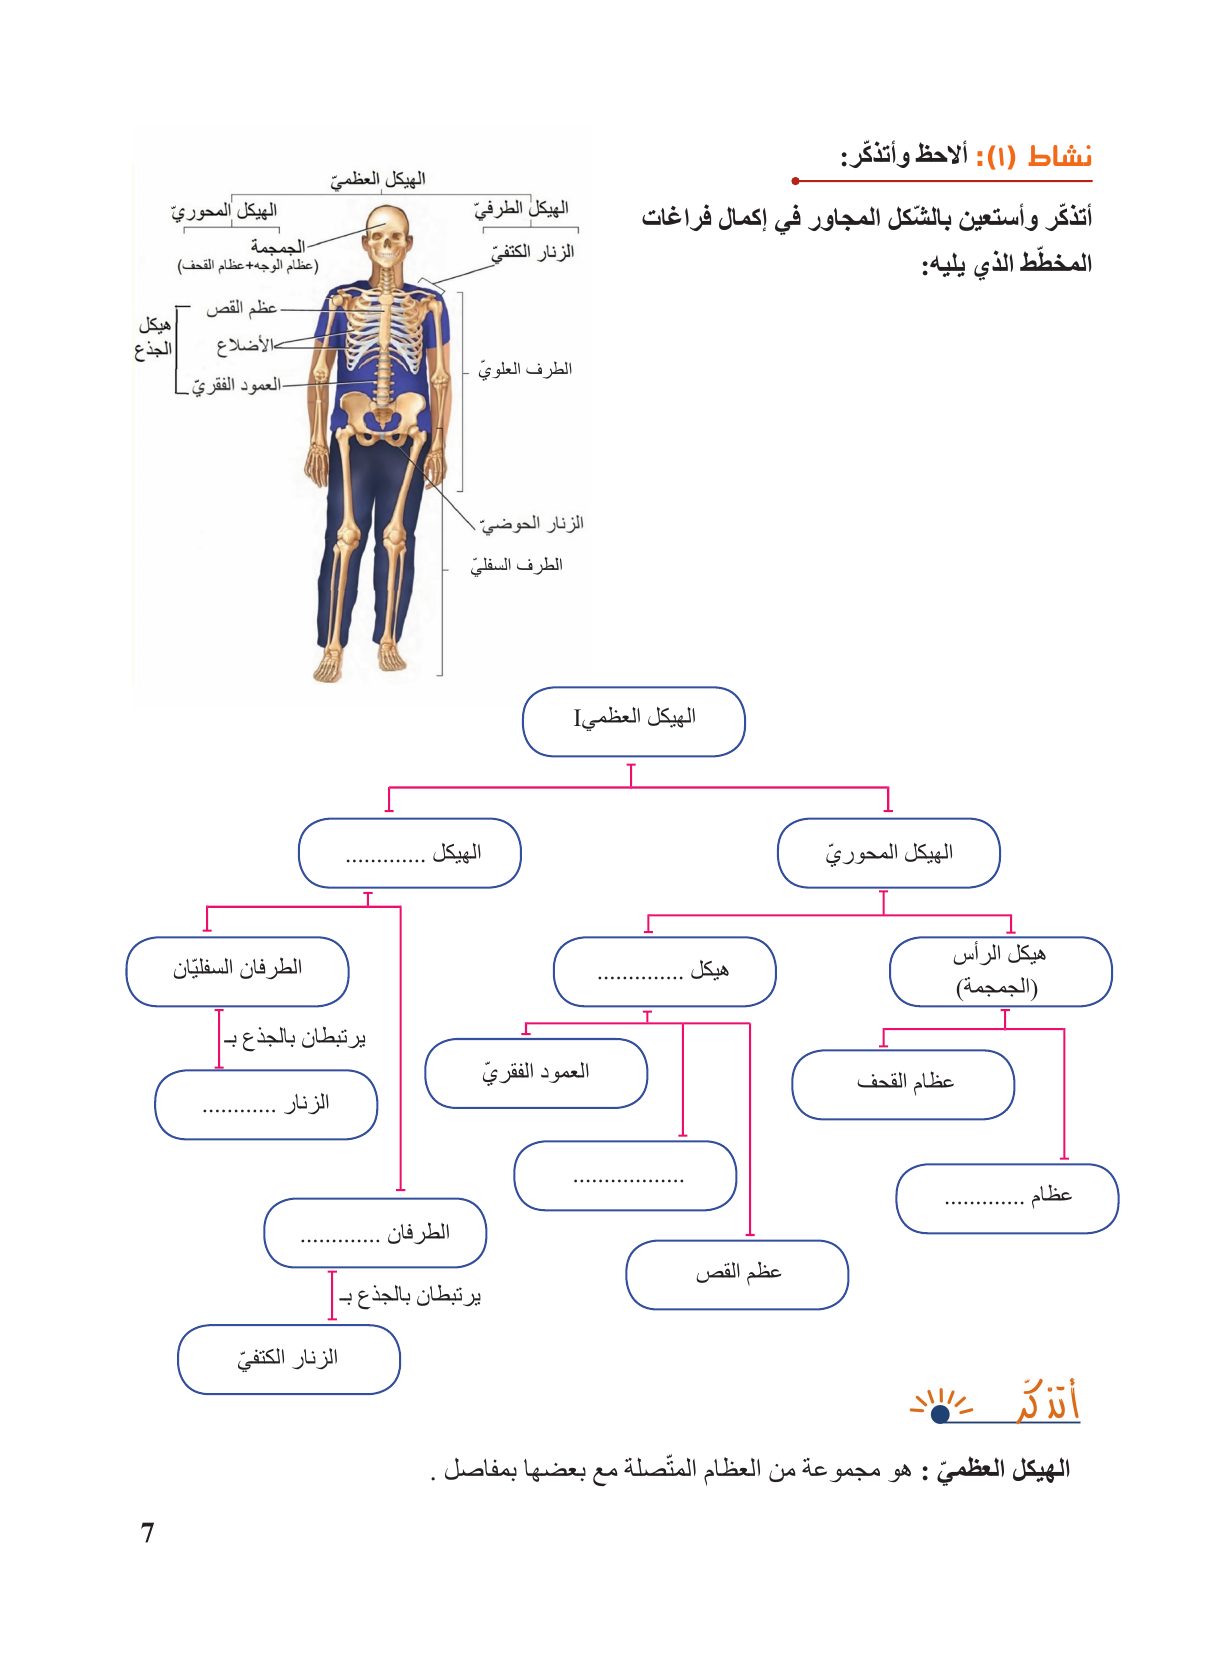 نشاط (١): ألاحظ وأتذكّر:
أتذكّر وأستعين بالشّكل المجاور في إكمال فراغات
المخطّط الذي يليه:
الهيكل العظميّ
الهيكل الطرفيّ
الهيكل المحوريّ
الزنار الكتفيّ
الجمجمة
(عظام الوجه+عظام القحف)
عظم القص
هيكل
الجذع
الأضلاع
العمود الفقريّ
الطرف العلويّ
الزنار الحوضيّ
الطرف السفليّ
الهيكل العظميI
الهيكل المحوريّ
الهيكل .............
هيكل الرأس
(الجمجمة)
هيكل ..............
الطرفان السفليّان
يرتبطان بالجذع بـ
العمود الفقريّ
عظام القحف
الزنار ............
..................
عظام .............
الطرفان .............
عظم القص
يرتبطان بالجذع بـ
الزنار الكتفيّ
أتذكّر
الهيكل العظميّ : هو مجموعة من العظام المتّصلة مع بعضها بمفاصل .
7